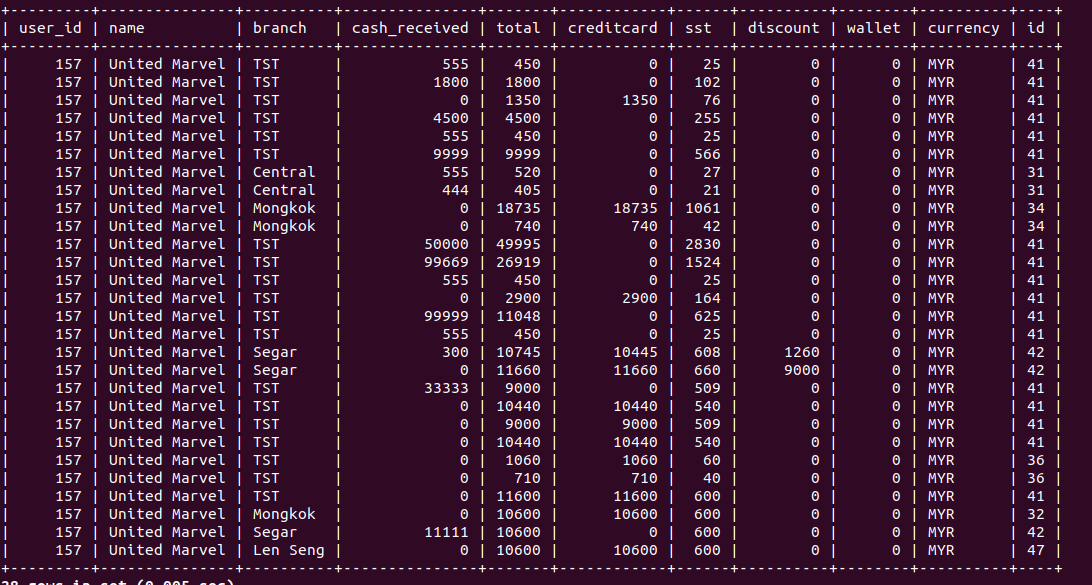 +---------+---------------+----------+---------------+-------+------------+------+----------+--------+----------+----+
| user_id | name          | branch   | cash_received | total | creditcard | sst  | discount | wallet | currency | id |
+---------+---------------+----------+---------------+-------+------------+------+----------+--------+----------+----+
|     157 | United Marvel | TST      |           555 |   450 |          0 |   25 |        0 |      0 | MYR      | 41 |
|     157 | United Marvel | TST      |          1800 |  1800 |          0 |  102 |        0 |      0 | MYR      | 41 |
|     157 | United Marvel | TST      |             0 |  1350 |       1350 |   76 |        0 |      0 | MYR      | 41 |
|     157 | United Marvel | TST      |          4500 |  4500 |          0 |  255 |        0 |      0 | MYR      | 41 |
|     157 | United Marvel | TST      |           555 |   450 |          0 |   25 |        0 |      0 | MYR      | 41 |
|     157 | United Marvel | TST      |          9999 |  9999 |          0 |  566 |        0 |      0 | MYR      | 41 |
|     157 | United Marvel | Central  |           555 |   520 |          0 |   27 |        0 |      0 | MYR      | 31 |
|     157 | United Marvel | Central  |           444 |   405 |          0 |   21 |        0 |      0 | MYR      | 31 |
|     157 | United Marvel | Mongkok  |             0 | 18735 |      18735 | 1061 |        0 |      0 | MYR      | 34 |
|     157 | United Marvel | Mongkok  |             0 |   740 |        740 |   42 |        0 |      0 | MYR      | 34 |
|     157 | United Marvel | TST      |         50000 | 49995 |          0 | 2830 |        0 |      0 | MYR      | 41 |
|     157 | United Marvel | TST      |         99669 | 26919 |          0 | 1524 |        0 |      0 | MYR      | 41 |
|     157 | United Marvel | TST      |           555 |   450 |          0 |   25 |        0 |      0 | MYR      | 41 |
|     157 | United Marvel | TST      |             0 |  2900 |       2900 |  164 |        0 |      0 | MYR      | 41 |
|     157 | United Marvel | TST      |         99999 | 11048 |          0 |  625 |        0 |      0 | MYR      | 41 |
|     157 | United Marvel | TST      |           555 |   450 |          0 |   25 |        0 |      0 | MYR      | 41 |
|     157 | United Marvel | Segar    |           300 | 10745 |      10445 |  608 |     1260 |      0 | MYR      | 42 |
|     157 | United Marvel | Segar    |             0 | 11660 |      11660 |  660 |     9000 |      0 | MYR      | 42 |
|     157 | United Marvel | TST      |         33333 |  9000 |          0 |  509 |        0 |      0 | MYR      | 41 |
|     157 | United Marvel | TST      |             0 | 10440 |      10440 |  540 |        0 |      0 | MYR      | 41 |
|     157 | United Marvel | TST      |             0 |  9000 |       9000 |  509 |        0 |      0 | MYR      | 41 |
|     157 | United Marvel | TST      |             0 | 10440 |      10440 |  540 |        0 |      0 | MYR      | 41 |
|     157 | United Marvel | TST      |             0 |  1060 |       1060 |   60 |        0 |      0 | MYR      | 36 |
|     157 | United Marvel | TST      |             0 |   710 |        710 |   40 |        0 |      0 | MYR      | 36 |
|     157 | United Marvel | TST      |             0 | 11600 |      11600 |  600 |        0 |      0 | MYR      | 41 |
|     157 | United Marvel | Mongkok  |             0 | 10600 |      10600 |  600 |        0 |      0 | MYR      | 32 |
|     157 | United Marvel | Segar    |         11111 | 10600 |          0 |  600 |        0 |      0 | MYR      | 42 |
|     157 | United Marvel | Len Seng |             0 | 10600 |      10600 |  600 |        0 |      0 | MYR      | 47 |
+---------+---------------+----------+---------------+-------+------------+------+----------+--------+----------+----+
28 rows in set (0.005 sec)